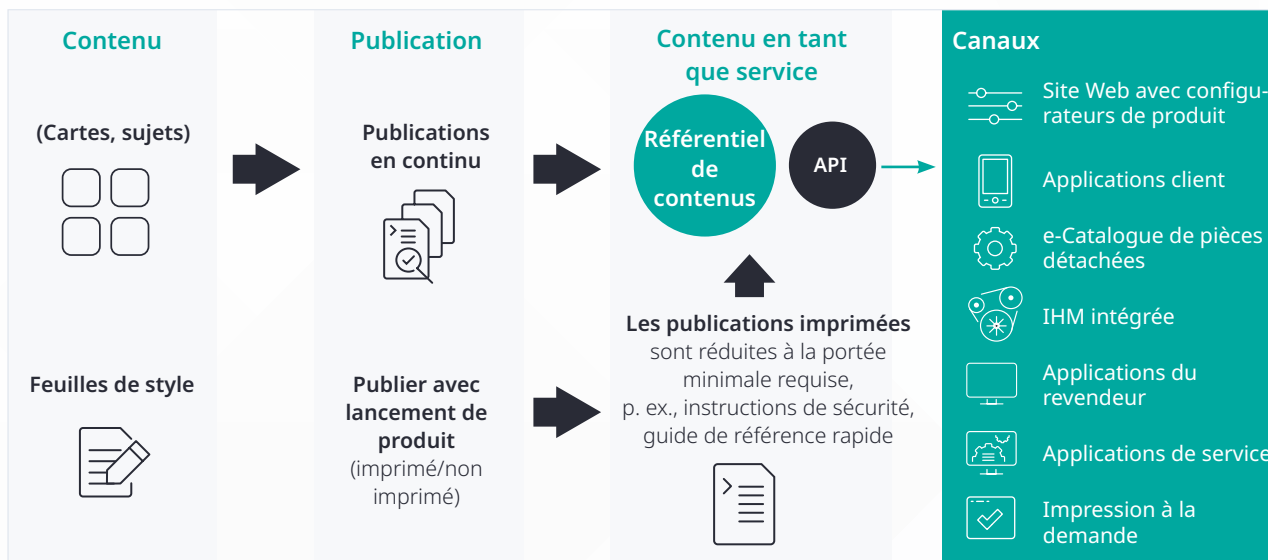 Contenu
(Cartes, sujets)
Feuilles de style
Publication
Publications
en continu
Publier avec
lancement de
produit
(imprimé/non
imprimé)
Contenu en tant
que service
Référentiel
de
contenus
API
Les publications imprimées
sont réduites à la portée
minimale requise,
p. ex., instructions de sécurité,
guide de référence rapide
Canaux
Site Web avec configu-
rateurs de produit
Applications client
e-Catalogue de pièces
détachées
IHM intégrée
Applications du
revendeur
Applications de service
Impression à la
demande